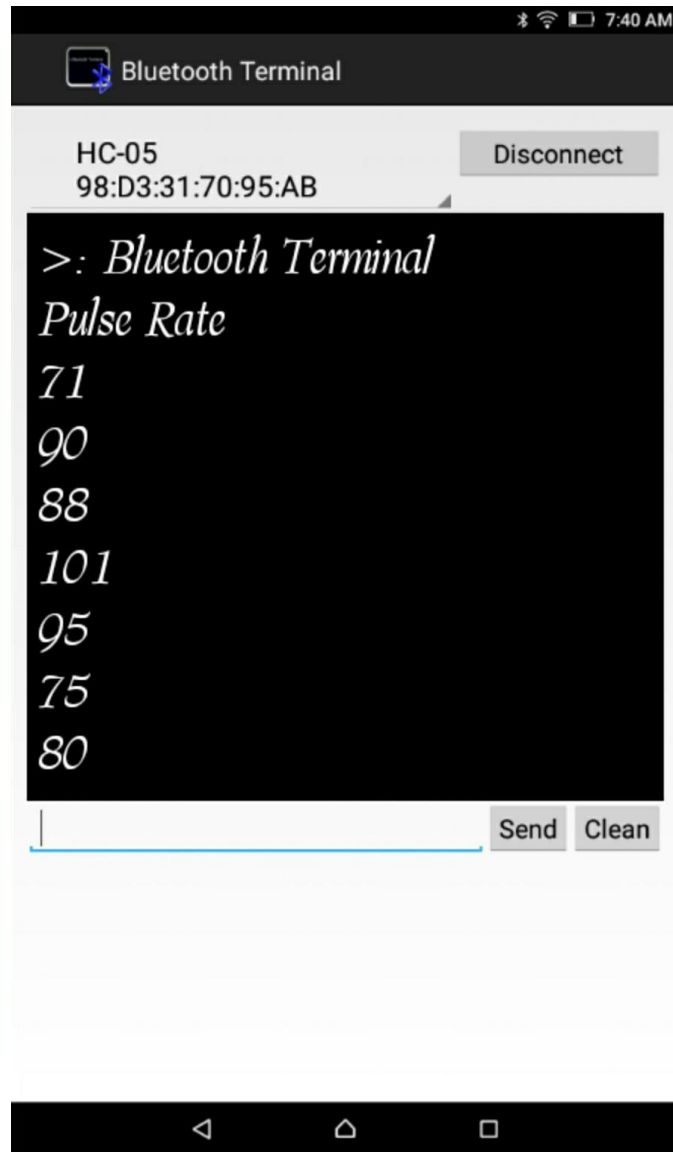 7:40 AM
Bluetooth Terminal
HC-05
98:D3:31:70:95:AB
Disconnect
>: Bluetooth Terminal
Pulse Rate
71
90
88
101
95
75
80
Send Clean